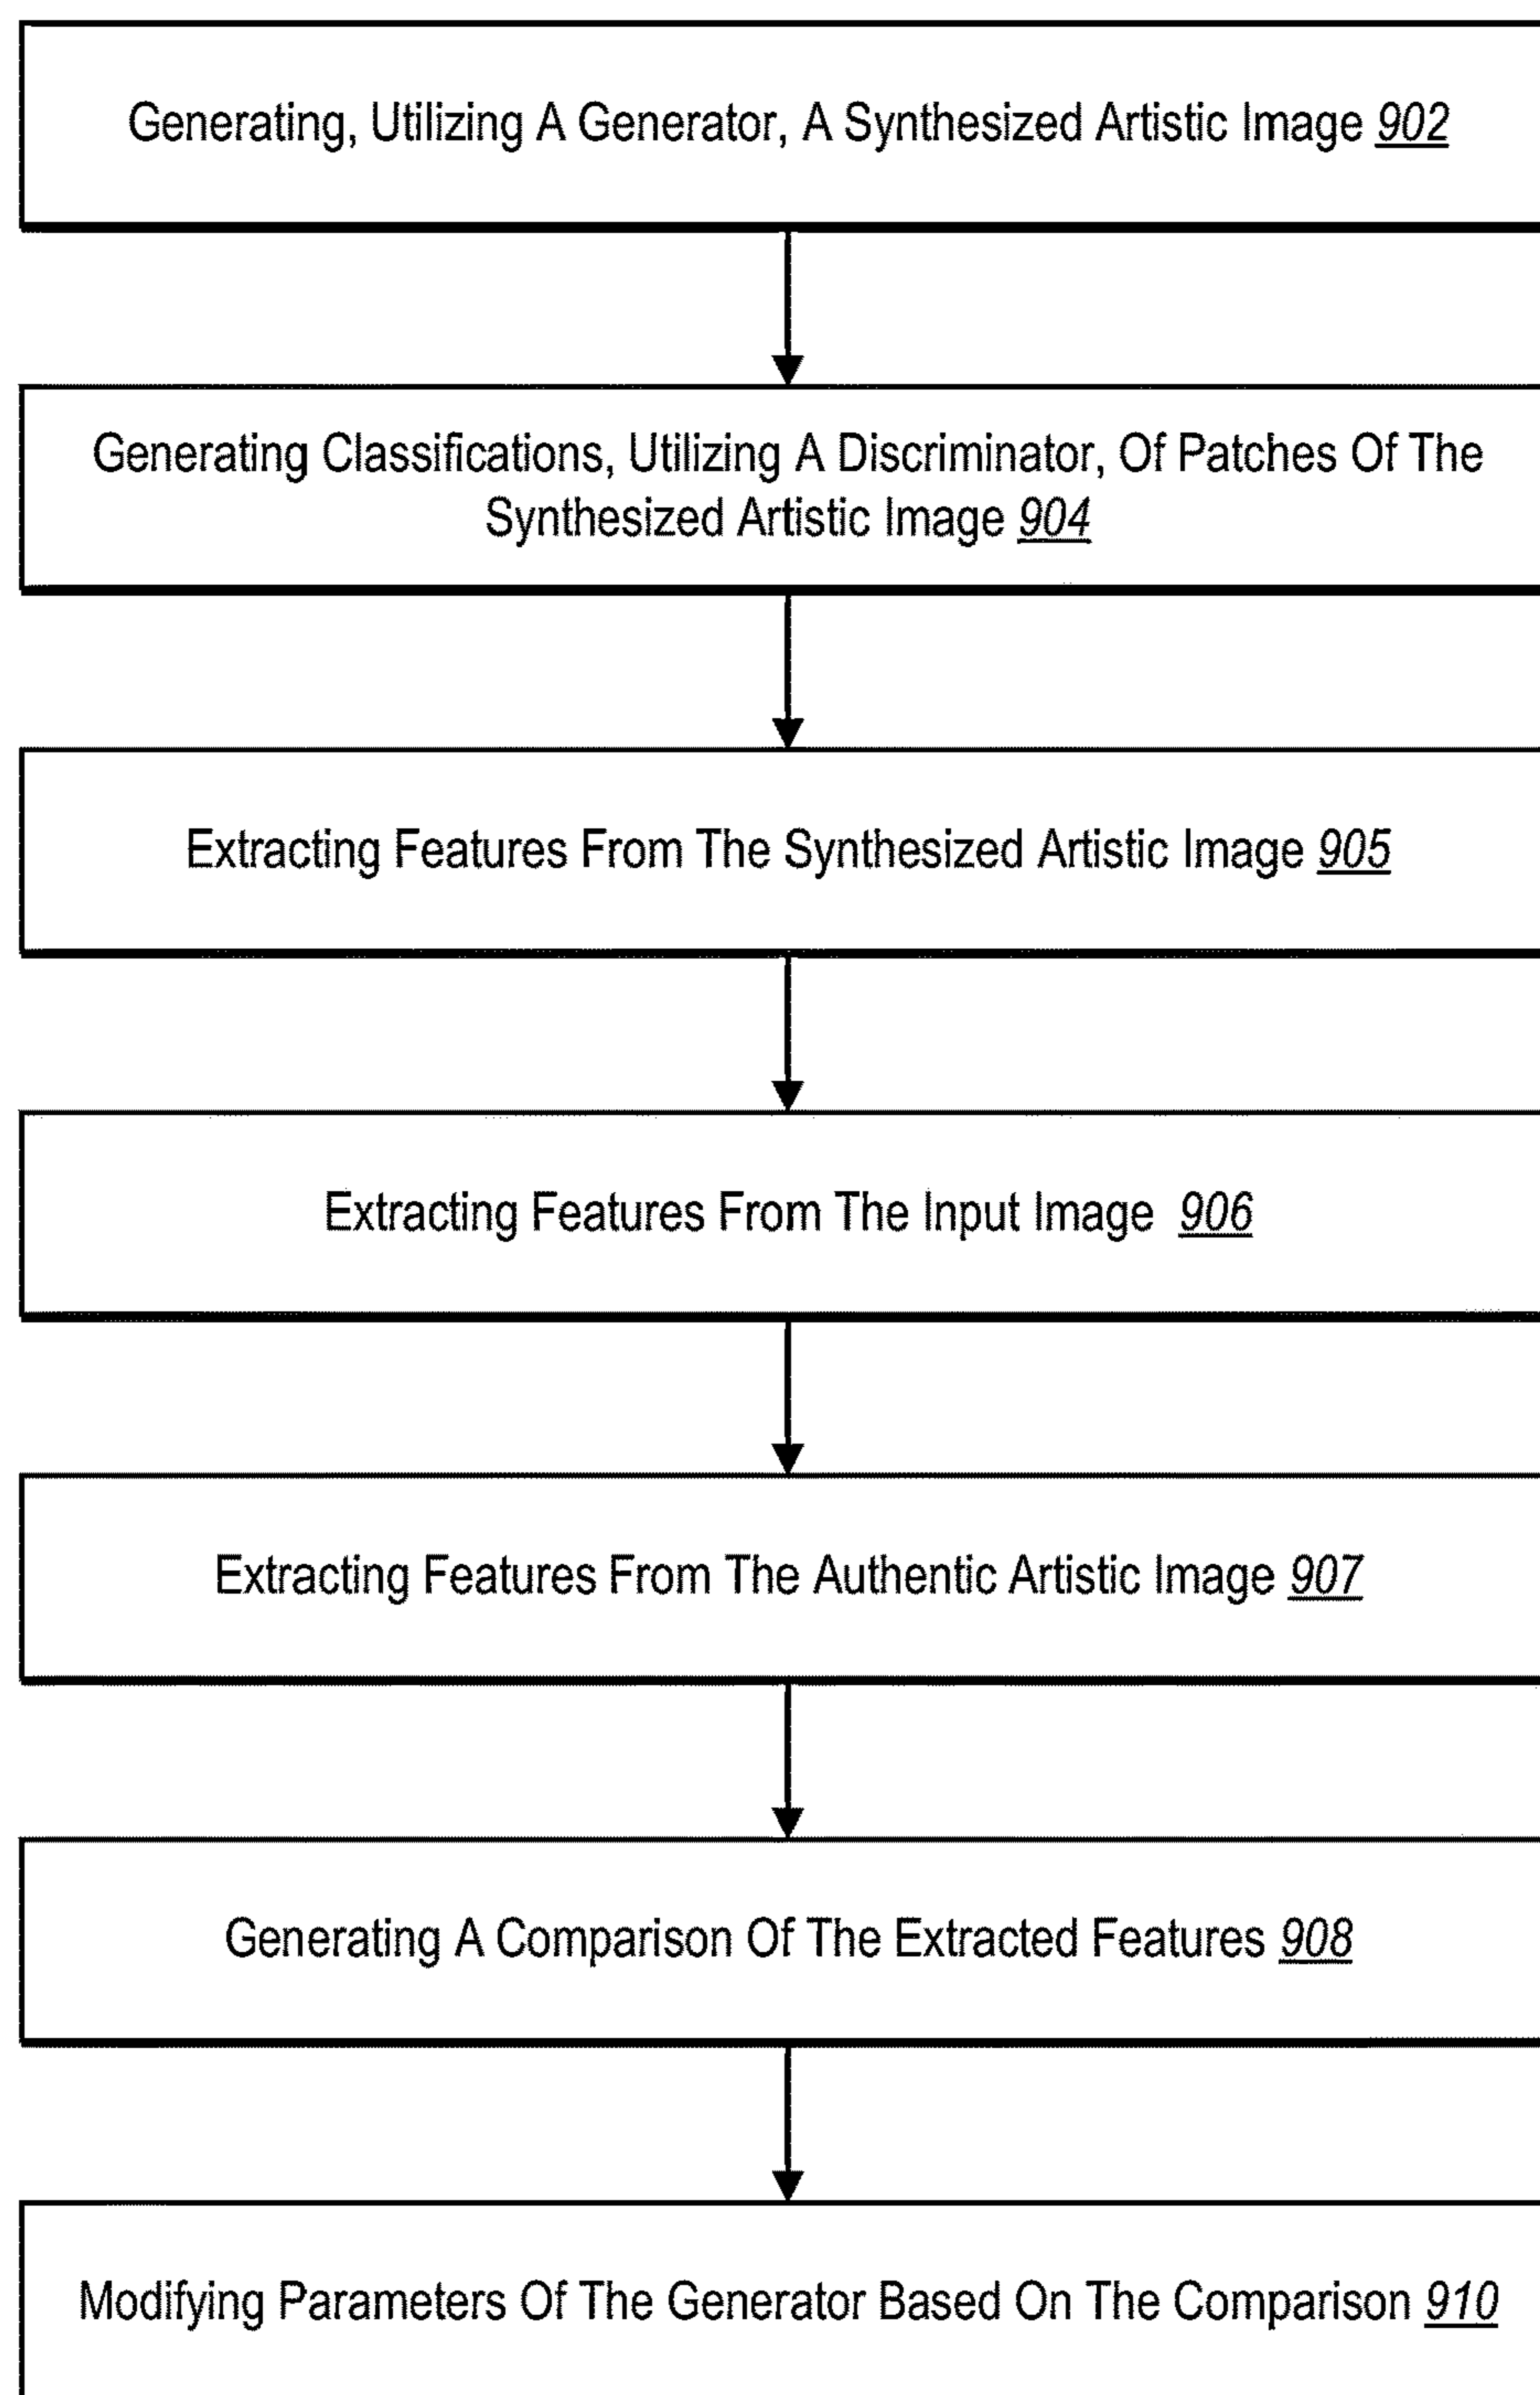 Generating, Utilizing A Generator, A Synthesized Artistic Image 902
Generating Classifications, Utilizing A Discriminator, Of Patches Of The
Synthesized Artistic Image 904
Extracting Features From The Synthesized Artistic Image 905
Extracting Features From The Input Image 906
Extracting Features From The Authentic Artistic Image 907
Generating A Comparison Of The Extracted Features 908
Modifying Parameters Of The Generator Based On The Comparison 910